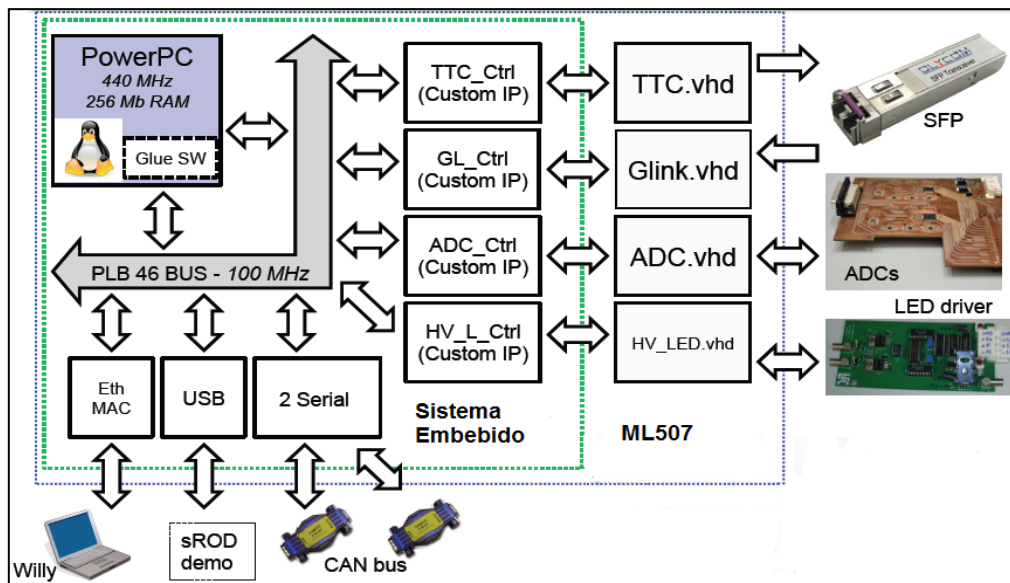 PowerPC
440 MHz
256 Mb RAM
Glue SW
PLB 46 BUS - 100 MHz
TTC_Ctrl
(Custom IP)
GL_Ctrl
(Custom IP)
ADC_Ctrl
(Custom IP)
HV_L_Ctrl
(Custom IP)
TTC.vhd
Glink.vhd
ADC.vhd
HV_LED.vhd
SFP Transceiver
SFP
ADCs
LED driver
Eth
MAC
USB
2 Serial
Sistema
Embebido
ML507
Willy
sROD
demo
CAN bus